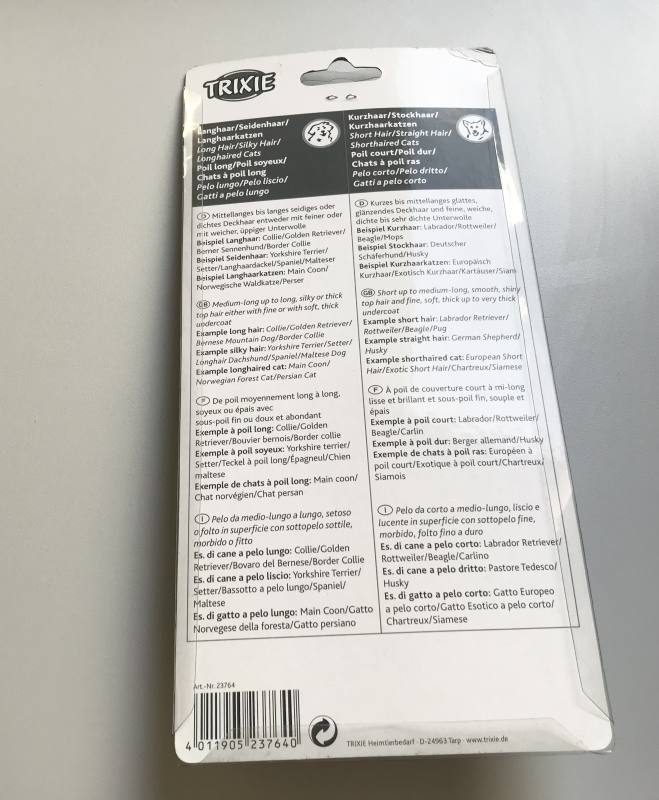 TRIXIE
Langhaar/Seidenhaar/
Langhaarkatzen
Long Hair/Silky Hair/
Longhaired Cats
Poil long/Poil soyeux/
Chats à poil long
Pelo lungo/Pelo liscio/
Gatti a pelo lungo
Kurzhaar/Stockhaar/
Kurzhaarkatzen
Short Hair/Straight Hair/
Shorthaired Cats
Poil court/Poil dur/
Chats à poil ras
Pelo corto/Pelo dritto/
Gatti a pelo corto
D Mittellanges bis langes seidiges oder
dichtes Deckhaar entweder mit feiner oder
mit weicher, üppiger Unterwolle
Beispiel Langhaar: Collie/Golden Retriever/
Berner Sennenhund/Border Collie
Beispiel Seidenhaar: Yorkshire Terrier/
Setter/Langhaardackel/Spaniel/Malteser
Beispiel Langhaarkatzen: Main Coon/
Norwegische Waldkatze/Perser
GB Medium-long up to long, silky or thick
top hair either with fine or with soft, thick
undercoat
Example long hair: Collie/Golden Retriever/
Bernese Mountain Dog/Border Collie
Example silky hair: Yorkshire Terrier/Setter/
Longhair Dachshund/Spaniel/Maltese Dog
Example longhaired cat: Main Coon/
Norwegian Forest Cat/Persian Cat
F De poil moyennement long à long,
soyeux ou épais avec
sous-poil fin ou doux et abondant
Exemple à poil long: Collie/Golden
Retriever/Bouvier bernois/Border collie
Exemple à poil soyeux: Yorkshire terrier/
Setter/Teckel à poil long/Épagneul/Chien
maltese
Exemple de chats à poil long: Main coon/
Chat norvégien/Chat persan
I Pelo da medio-lungo a lungo, setoso
o folto in superficie con sottopelo sottile,
morbido o fitto
Es. di cane a pelo lungo: Collie/Golden
Retriever/Bovaro del Bernese/Border Collie
Es. di cane a pelo liscio: Yorkshire Terrier/
Setter/Bassotto a pelo lungo/Spaniel/
Maltese
Es. di gatto a pelo lungo: Main Coon/Gatto
Norvegese della foresta/Gatto persiano
D Kurzes bis mittellanges glattes,
glänzendes Deckhaar und feine, weiche,
dichte bis sehr dichte Unterwolle
Beispiel Kurzhaar: Labrador/Rottweiler/
Beagle/Mops
Beispiel Stockhaar: Deutscher
Schäferhund/Husky
Beispiel Kurzhaarkatzen: Europäisch
Kurzhaar/Exotisch Kurzhaar/Kartäuser/Siam
GB Short up to medium-long, smooth, shiny
top hair and fine, soft, thick up to very thick
undercoat
Example short hair: Labrador Retriever/
Rottweiler/Beagle/Pug
Example straight hair: German Shepherd/
Husky
Example shorthaired cat: European Short
Hair/Exotic Short Hair/Chartreux/Siamese
F À poil de couverture court à mi-long
lisse et brillant et sous-poil fin, souple et
épais
Exemple à poil court: Labrador/Rottweiler/
Beagle/Carlin
Exemple à poil dur: Berger allemand/Husky
Exemple de chats à poil ras: Européen à
poil court/Exotique à poil court/Chartreux/
Siamois
I Pelo da corto a medio-lungo, liscio e
lucente in superficie con sottopelo fine,
morbido, folto fino a duro
Es. di cane a pelo corto: Labrador Retriever/
Rottweiler/Beagle/Carlino
Es. di cane a pelo dritto: Pastore Tedesco/
Husky
Es. di gatto a pelo corto: Gatto Europeo
a pelo corto/Gatto Esotico a pelo corto/
Chartreux/Siamese
Art.-Nr. 23764
4 011905 237640
TRIXIE Heimtierbedarf · D-24963 Tarp · www.trixie.de